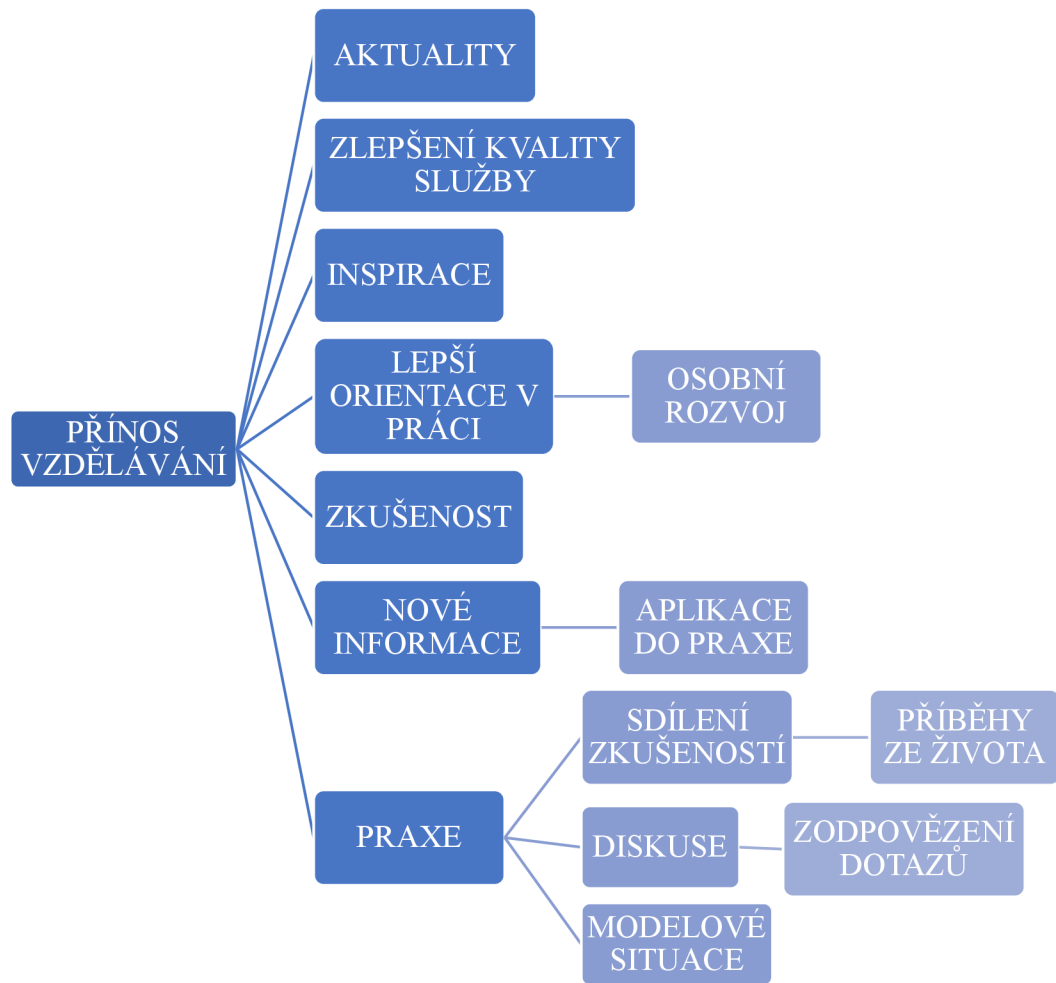 AKTUALITY
ZLEPŠENÍ KVALITY
SLUŽBY
INSPIRACE
LEPŠÍ
ORIENTACE V
PRÁCI
OSOBNÍ
ROZVOJ
PŘÍNOS
VZDĚLÁVÁNÍ
ZKUŠENOST
NOVÉ
INFORMACE
APLIKACE
DO PRAXE
SDÍLENÍ
ZKUŠENOSTÍ
PŘÍBĚHY
ZE ŽIVOTA
PRAXE
DISKUSE
ZODPOVĚZENÍ
DOTAZŮ
MODELOVÉ
SITUACE